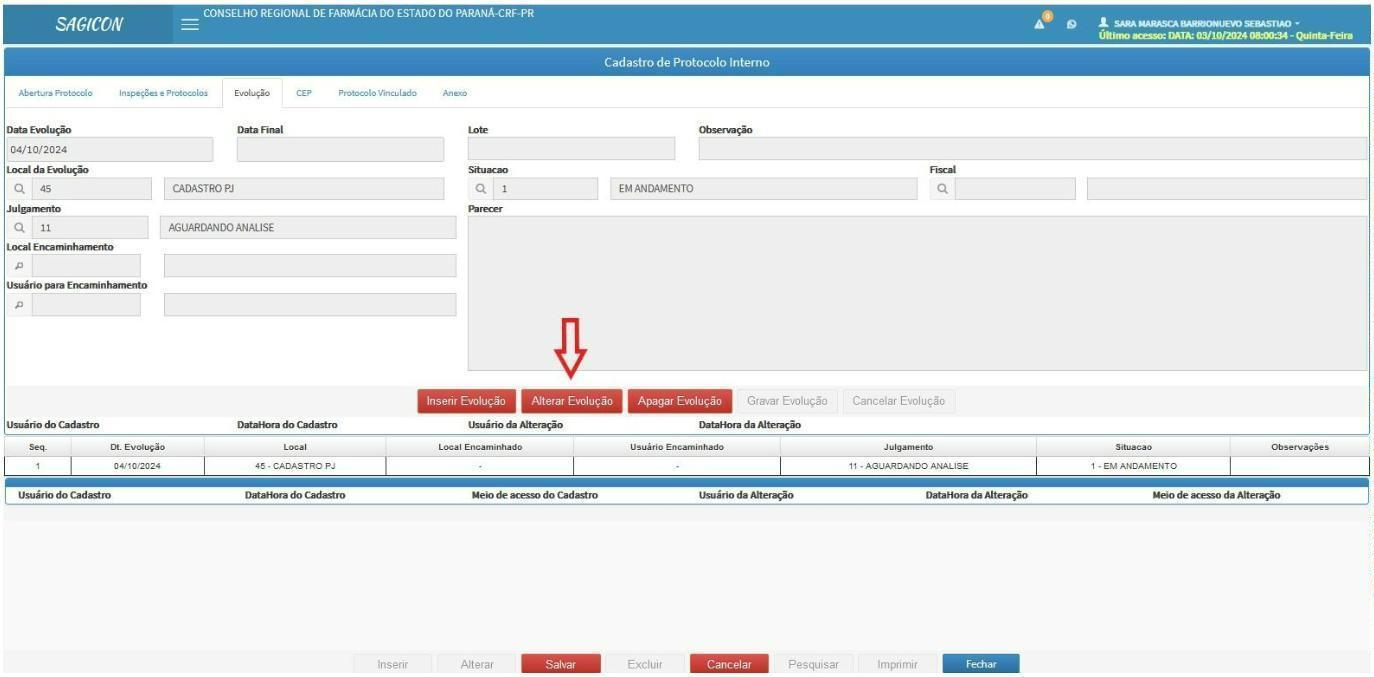 SAGICON
CONSELHO REGIONAL DE FARMÁCIA DO ESTADO DO PARANÁ-CRF-PR
0
SARA MARASCA BARRIONUEVO SEBASTIAO
Último acesso: DATA: 03/10/2024 08:00:34 - Quinta-Feira
Cadastro de Protocolo Interno
Abertura Protocolo Inspeções e Protocolos Evolução CEP Protocolo Vinculado Anexo
Data Evolução Data Final Lote Observação
04/10/2024
Local da Evolução Situacao Fiscal
45 CADASTRO PJ 1 EM ANDAMENTO
Julgamento Parecer
11 AGUARDANDO ANALISE
Local Encaminhamento
Usuário para Encaminhamento
Inserir Evolução Alterar Evolução Apagar Evolução Gravar Evolução Cancelar Evolução
Usuário do Cadastro DataHora do Cadastro Usuário da Alteração DataHora da Alteração
Seq. Dt. Evolução Local Local Encaminhado Usuário Encaminhado Julgamento Situacao Observações
1 04/10/2024 45 - CADASTRO PJ - - 11 - AGUARDANDO ANALISE 1 - EM ANDAMENTO
Usuário do Cadastro DataHora do Cadastro Meio de acesso do Cadastro Usuário da Alteração DataHora da Alteração Meio de acesso da Alteração
Inserir Alterar Salvar Excluir Cancelar Pesquisar Imprimir Fechar